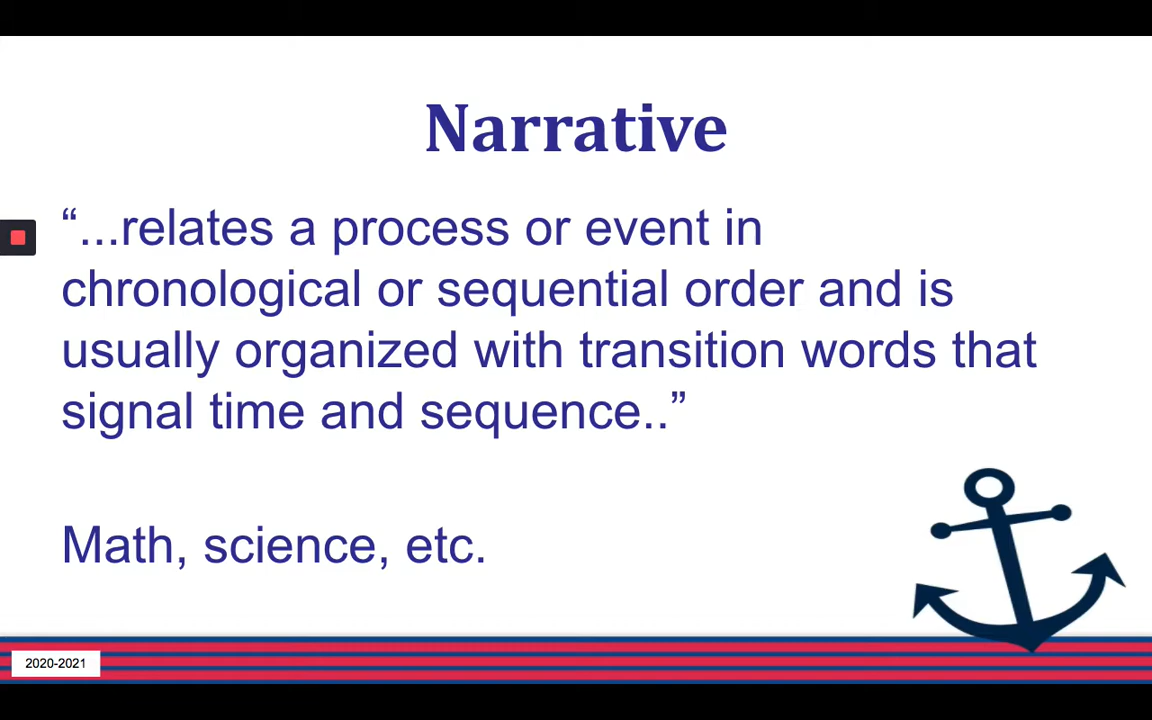 Narrative
“...relates a process or event in
chronological or sequential order and is
usually organized with transition words that
signal time and sequence..”
Math, science, etc.
2020-2021